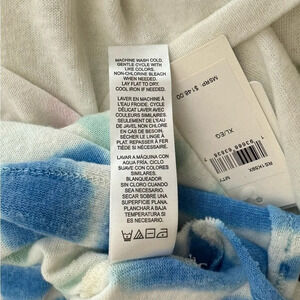 MACHINE WASH COLD,
GENTLE CYCLE WITH
LIKE COLORS.
NON-CHLORINE BLEACH
WHEN NEEDED.
LAY FLAT TO DRY.
COOL IRON IF NEEDED.
LAVER EN MACHINE À
L'EAU FROIDE, CYCLE
DÉLICAT AVEC
COULEURS SIMILAIRES.
SEULEMENT DE L'EAU
DE JAVEL NON CHLORE
EN CAS DE BESOIN.
SÉCHER LE LINGE À
PLAT. REPASSER À FER
TIÈDE SI NÉCESSAIRE.
LAVAR A MÁQUINA CON
AGUA FRÍA, CICLO
SUAVE CON COLORES
SIMILARES.
BLANQUEADOR
SIN CLORO CUANDO
SEA NECESARIO.
SECAR EN UNA
SUPERFICIE PLANA.
PLANCHAR A BAJA
TEMPERATURA SI
ES NECESARIO.
MSRP $148.00
XL/EG